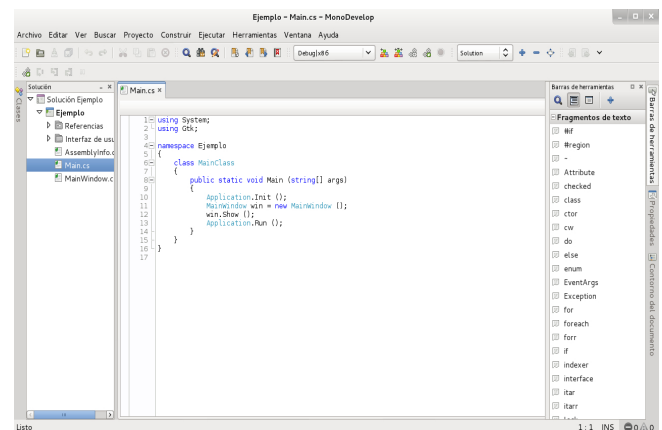 Ejemplo - Main.cs - MonoDevelop
Archivo Editar Ver Buscar Proyecto Construir Ejecutar Herramientas Ventana Ayuda
Debug|x86
Solution
Solución
Solución Ejemplo
Ejemplo
Referencias
Interfaz de usu
AssemblyInfo.c
Main.cs
MainWindow.c
Clases
Main.cs
1 using System;
2 using Gtk;
3
4 namespace Ejemplo
5 {
6 class MainClass
7 {
8 public static void Main (string[] args)
9 {
10 Application.Init ();
11 MainWindow win = new MainWindow ();
12 win.Show ();
13 Application.Run ();
14 }
15 }
16 }
17
Barras de herramientas
Fragmentos de texto
#if
#region
~
Attribute
checked
class
ctor
cw
do
else
enum
EventArgs
Exception
for
foreach
forr
if
indexer
interface
itar
itarr
Barras de herramientas
Propiedades
Contorno del documento
Listo
1 : 1 INS 0 0